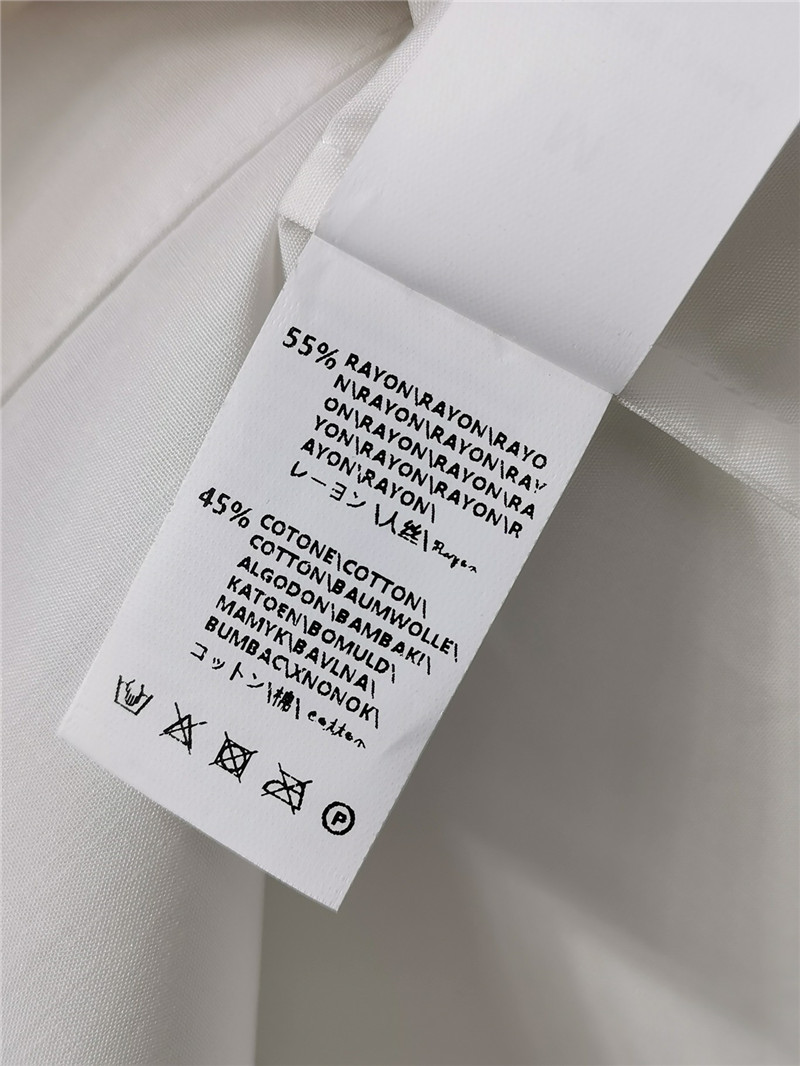 55% RAYON\RAYON\RAYO
N\RAYON\RAYON\RAY
ON\RAYON\RAYON\RA
YON\RAYON\RAYON\R
AYON\RAYON\
レーヨン\人丝\Rayon
45% COTONE\COTTON\
COTTON\BAUMWOLLE\
ALGODON\BAMBAKI\
KATOEN\BOMULD\
MAMYK\BAVLNA\
BUMBAC\XNONOK\
コットン\棉\cotton
P